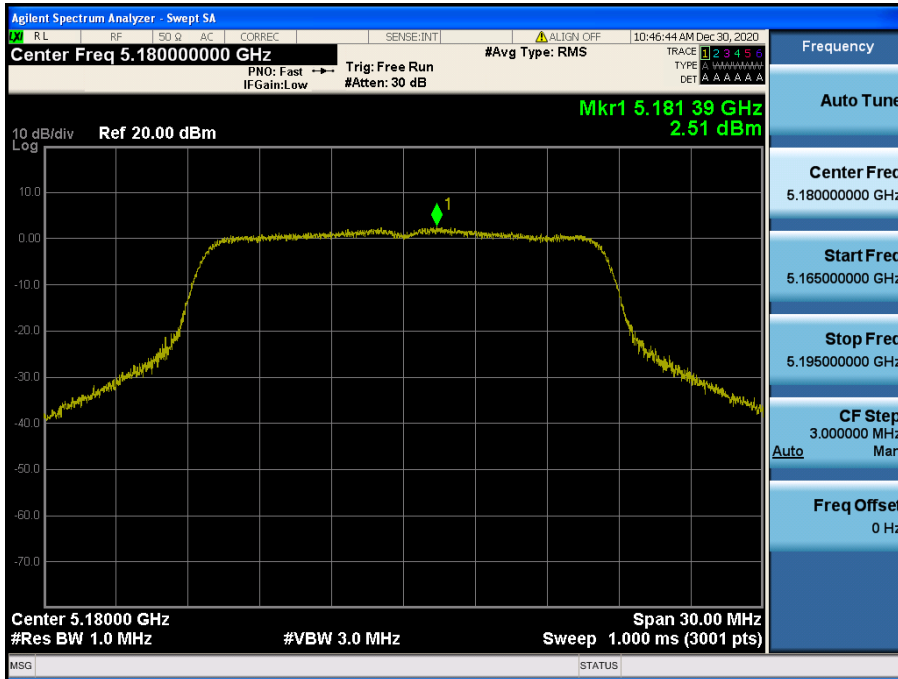 Agilent Spectrum Analyzer - Swept SA
LXI RL RF 50 Ω AC CORREC SENSE:INT ALIGN OFF 10:46:44 AM Dec 30, 2020
Center Freq 5.180000000 GHz
PNO: Fast
IFGain:Low
Trig: Free Run
#Atten: 30 dB
#Avg Type: RMS
TRACE 1 2 3 4 5 6
TYPE A WWWWW
DET A A A A A A
Mkr1 5.181 39 GHz
2.51 dBm
10 dB/div Ref 20.00 dBm
Log
1
10.0
0.00
-10.0
-20.0
-30.0
-40.0
-50.0
-60.0
-70.0
Center 5.18000 GHz Span 30.00 MHz
#Res BW 1.0 MHz #VBW 3.0 MHz Sweep 1.000 ms (3001 pts)
MSG STATUS
Frequency
Auto Tune
Center Freq
5.180000000 GHz
Start Freq
5.165000000 GHz
Stop Freq
5.195000000 GHz
CF Step
3.000000 MHz
Auto Man
Freq Offset
0 Hz